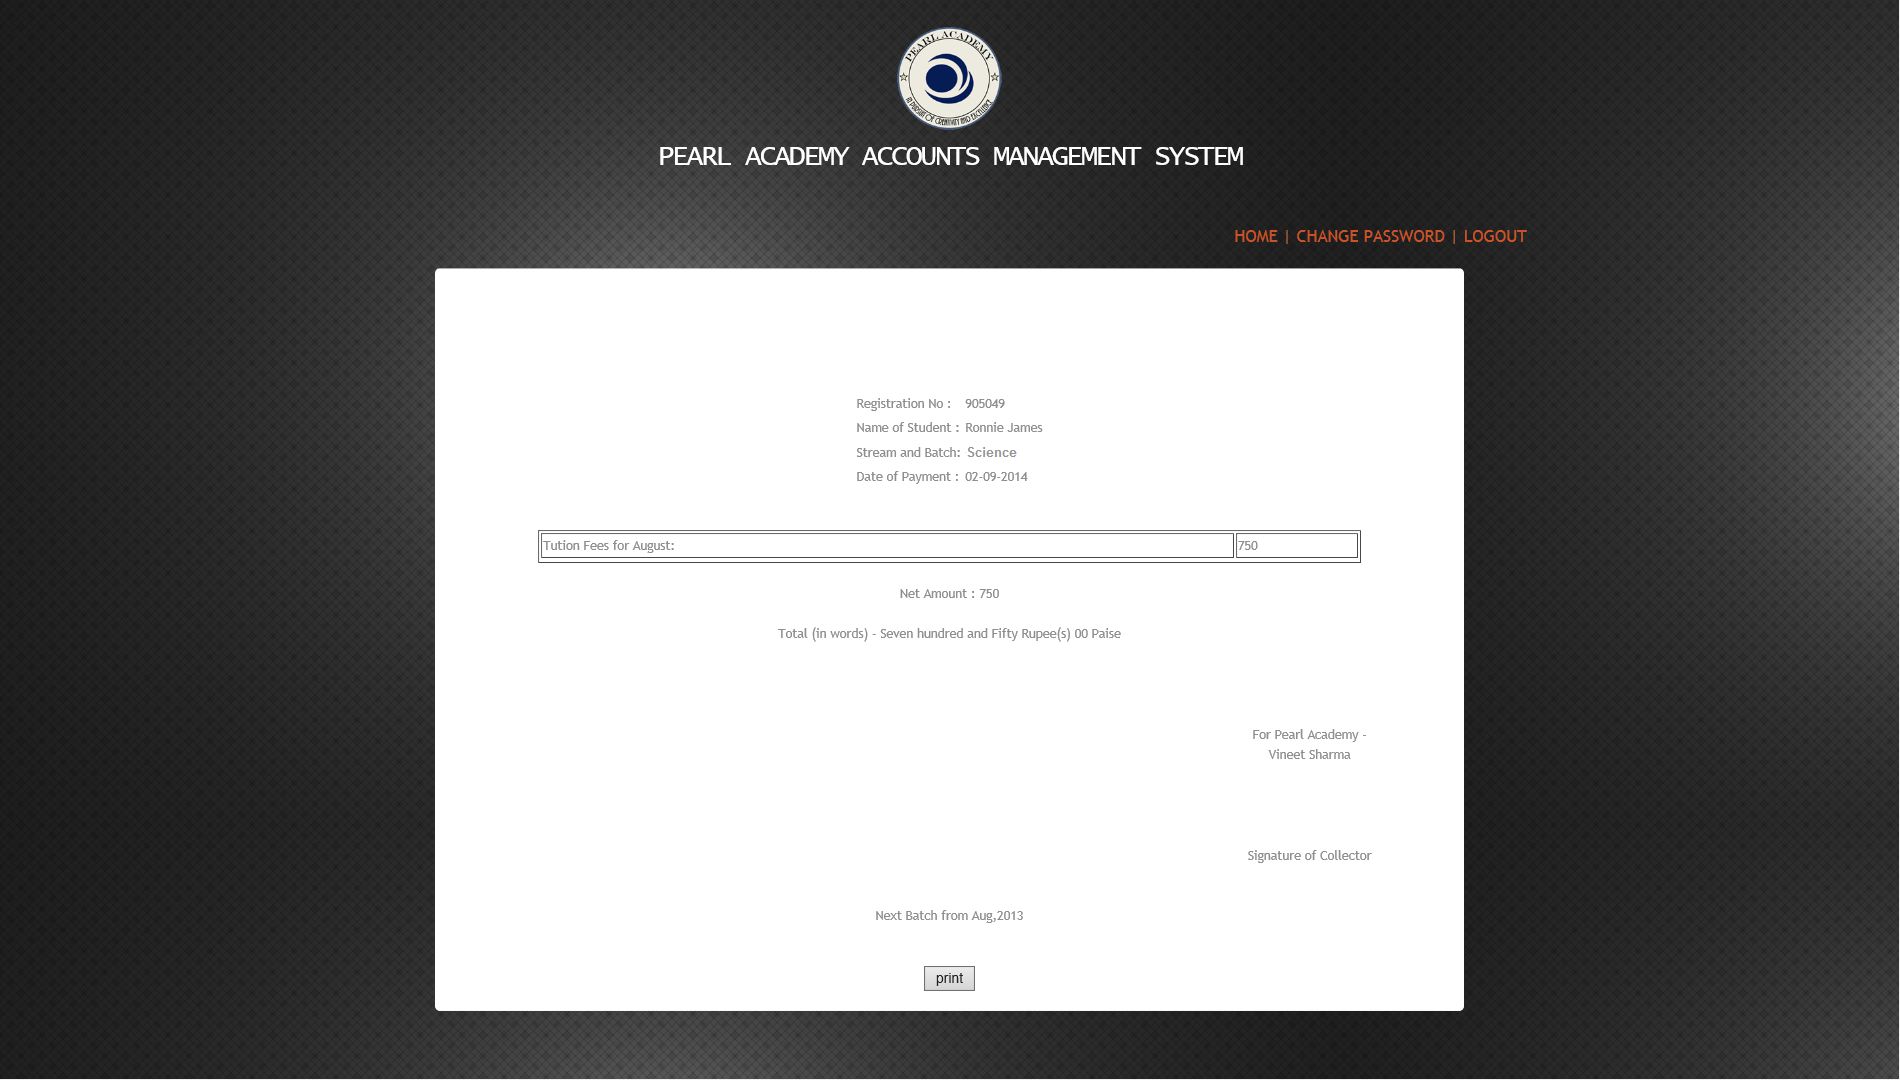 PEARL ACADEMY
IN PURSUIT OF CREATIVITY AND EXCELLENCE
PEARL ACADEMY ACCOUNTS MANAGEMENT SYSTEM
HOME | CHANGE PASSWORD | LOGOUT
Registration No : 905049
Name of Student : Ronnie James
Stream and Batch: Science
Date of Payment : 02-09-2014
Tution Fees for August: 750
Net Amount : 750
Total (in words) - Seven hundred and Fifty Rupee(s) 00 Paise
For Pearl Academy -
Vineet Sharma
Signature of Collector
Next Batch from Aug,2013
print